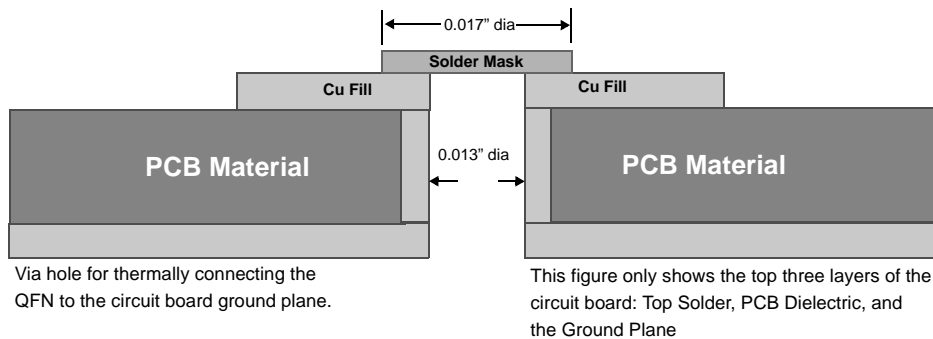 0.017" dia
Solder Mask
Cu Fill
Cu Fill
0.013" dia
PCB Material
PCB Material
Via hole for thermally connecting the
QFN to the circuit board ground plane.
This figure only shows the top three layers of the
circuit board: Top Solder, PCB Dielectric, and
the Ground Plane